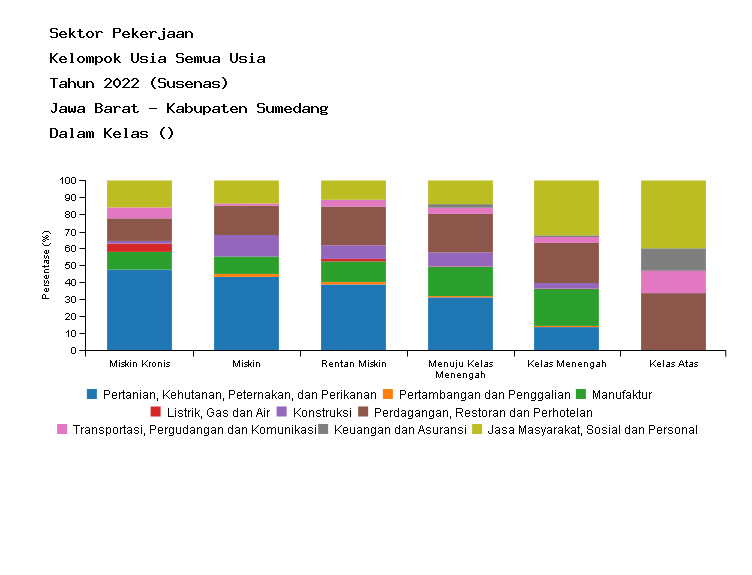 Sektor Pekerjaan
Kelompok Usia Semua Usia
Tahun 2022 (Susenas)
Jawa Barat - Kabupaten Sumedang
Dalam Kelas ()
100
90
80
70
60
50
40
30
20
10
0
Persentase (%)
Miskin Kronis Miskin Rentan Miskin Menuju Kelas Menengah Kelas Menengah Kelas Atas
Pertanian, Kehutanan, Peternakan, dan Perikanan Pertambangan dan Penggalian Manufaktur
Listrik, Gas dan Air Konstruksi Perdagangan, Restoran dan Perhotelan
Transportasi, Pergudangan dan Komunikasi Keuangan dan Asuransi Jasa Masyarakat, Sosial dan Personal